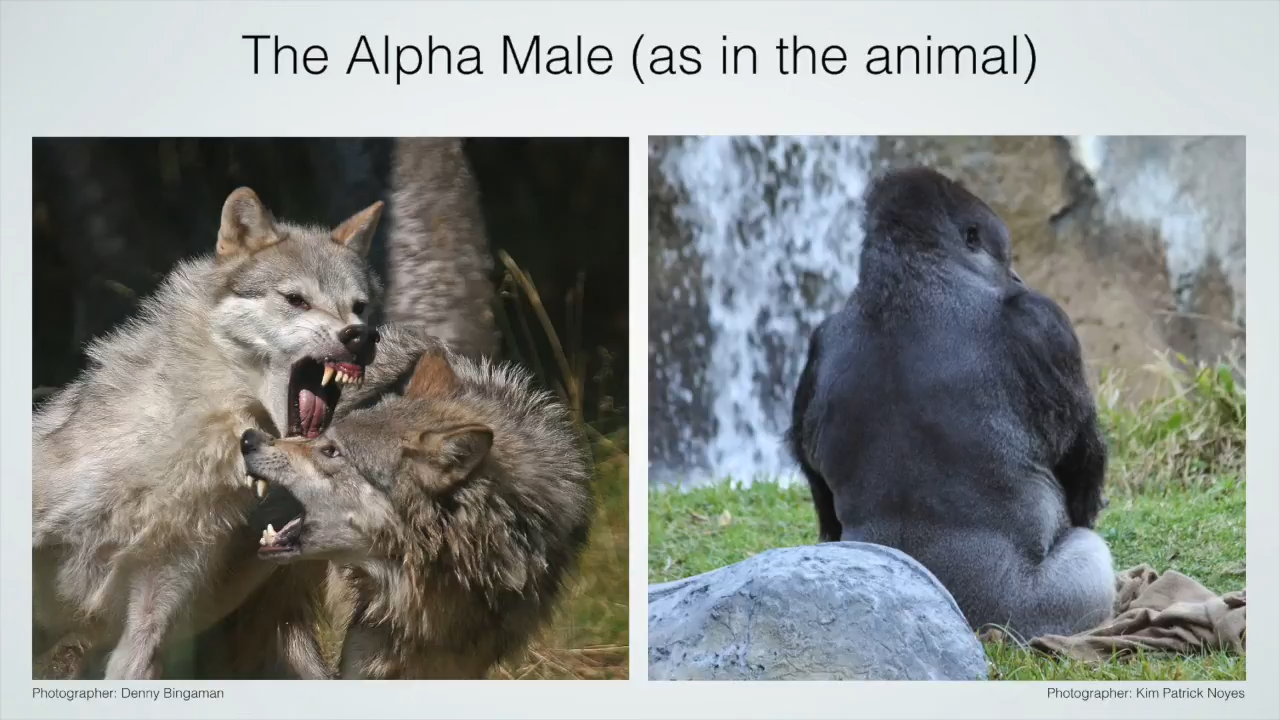 The Alpha Male (as in the animal)
Photographer: Denny Bingaman
Photographer: Kim Patrick Noyes